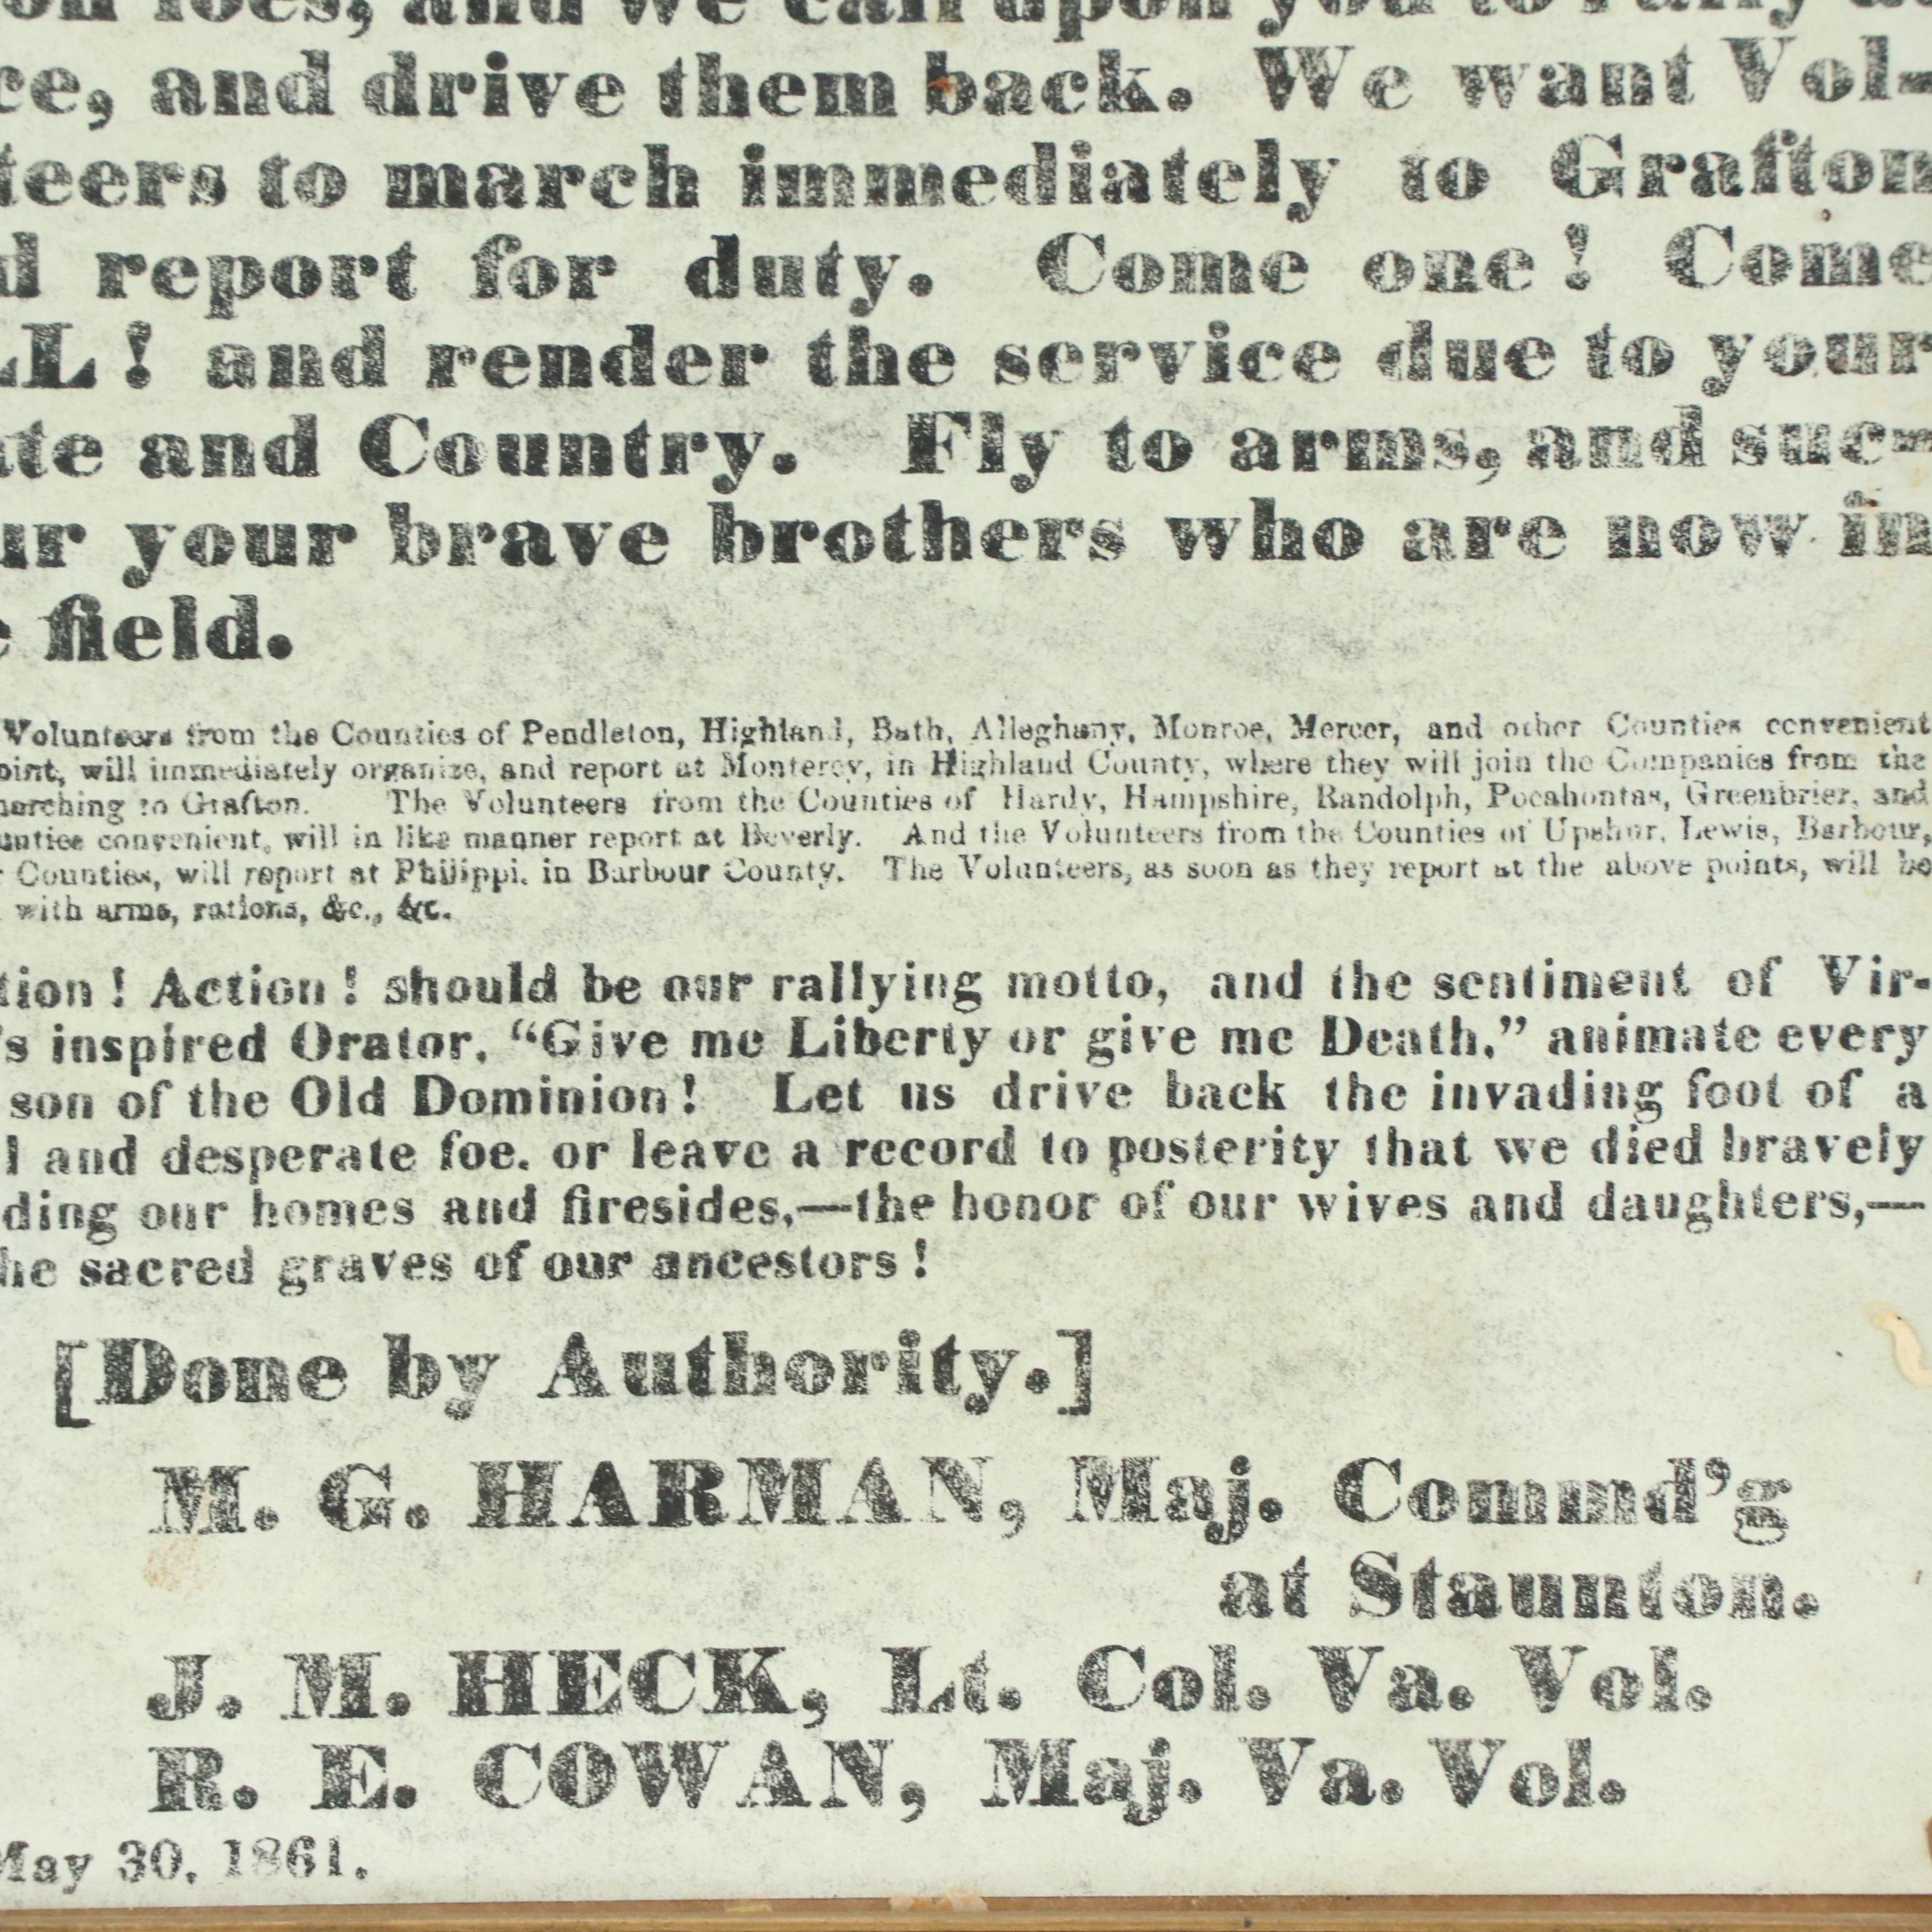 on foes, and we call upon you to rally at
ce, and drive them back. We want Vol-
teers to march immediately to Grafton
d report for duty. Come one! Come
LL! and render the service due to your
ate and Country. Fly to arms, and suc-
ur your brave brothers who are now in
e field.
Volunteers from the Counties of Pendleton, Highland, Bath, Alleghany, Monroe, Mercer, and other Counties convenient
oint, will immediately organize, and report at Monterey, in Highland County, where they will join the Companies from the
marching to Grafton. The Volunteers from the Counties of Hardy, Hampshire, Randolph, Pocahontas, Greenbrier, and
unties convenient, will in like manner report at Beverly. And the Volunteers from the Counties of Upshur, Lewis, Barbour,
r Counties, will report at Philippi, in Barbour County. The Volunteers, as soon as they report at the above points, will be
with arms, rations, &c., &c.
tion! Action! should be our rallying motto, and the sentiment of Vir-
's inspired Orator, “Give me Liberty or give me Death,” animate every
son of the Old Dominion! Let us drive back the invading foot of a
l and desperate foe, or leave a record to posterity that we died bravely
ding our homes and firesides,—the honor of our wives and daughters,—
he sacred graves of our ancestors!
[Done by Authority.]
M. G. HARMAN, Maj. Commd’g
at Staunton.
J. M. HECK, Lt. Col. Va. Vol.
R. E. COWAN, Maj. Va. Vol.
May 30, 1861.